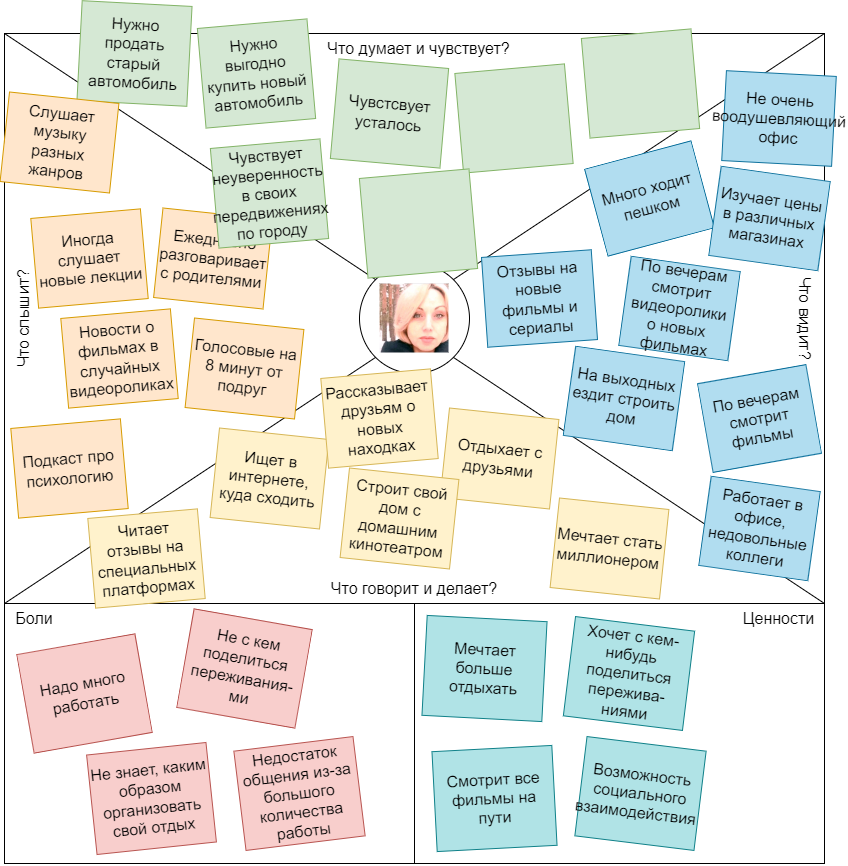 Что думает и чувствует?
Нужно
продать
старый
автомобиль
Нужно
выгодно
купить новый
автомобиль
Чувстсвует
усталось
Чувствует
неуверенность
в своих
передвижениях
по городу
Что слышит?
Слушает
музыку
разных
жанров
Иногда
слушает
новые лекции
разговаривает
с родителями
Новости о
фильмах в
случайных
видеороликах
Голосовые на
8 минут от
подруг
Подкаст про
психологию
Что видит?
Не очень
воодушевляющий
офис
Много ходит
пешком
Изучает цены
в различных
магазинах
Отзывы на
новые
фильмы и
сериалы
По вечерам
смотрит
видеоролики
о новых
фильмах
На выходных
ездит строить
дом
По вечерам
смотрит
фильмы
Работает в
офисе,
недовольные
коллеги
Рассказывает
друзьям о
новых
находках
Отдыхает с
друзьями
Ищет в
интернете,
куда сходить
Строит свой
дом с
домашним
кинотеатром
Читает
отзывы на
специальных
платформах
Мечтает стать
миллионером
Что говорит и делает?
Боли
Надо много
работать
Не с кем
поделиться
переживания-
ми
Не знает, каким
образом
организовать
свой отдых
Недостаток
общения из-за
большого
количества
работы
Ценности
Мечтает
больше
отдыхать
Хочет с кем-
нибудь
поделиться
пережива-
ниями
Смотрит все
фильмы на
пути
Возможность
социального
взаимодействия